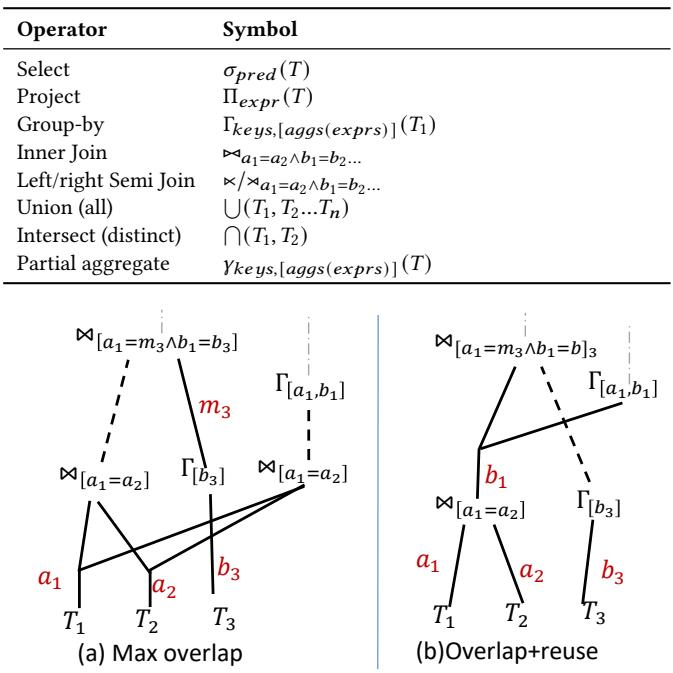 Operator Symbol
Select σ_pred(T)
Project Π_expr(T)
Group-by Γ_keys,[aggs(exprs)](T₁)
Inner Join ⋈_a₁=a₂∧b₁=b₂...
Left/right Semi Join ⋉/⋊_a₁=a₂∧b₁=b₂...
Union (all) ⋃(T₁, T₂...Tₙ)
Intersect (distinct) ⋂(T₁, T₂)
Partial aggregate γ_keys,[aggs(exprs)](T)
⋈[a₁=m₃∧b₁=b₃]
Γ[a₁,b₁]
m₃
⋈[a₁=a₂] Γ[b₃] ⋈[a₁=a₂]
a₁ a₂ b₃
T₁ T₂ T₃
(a) Max overlap
⋈[a₁=m₃∧b₁=b]₃
Γ[a₁,b₁]
b₁
⋈[a₁=a₂] Γ[b₃]
a₁ a₂ b₃
T₁ T₂ T₃
(b)Overlap+reuse